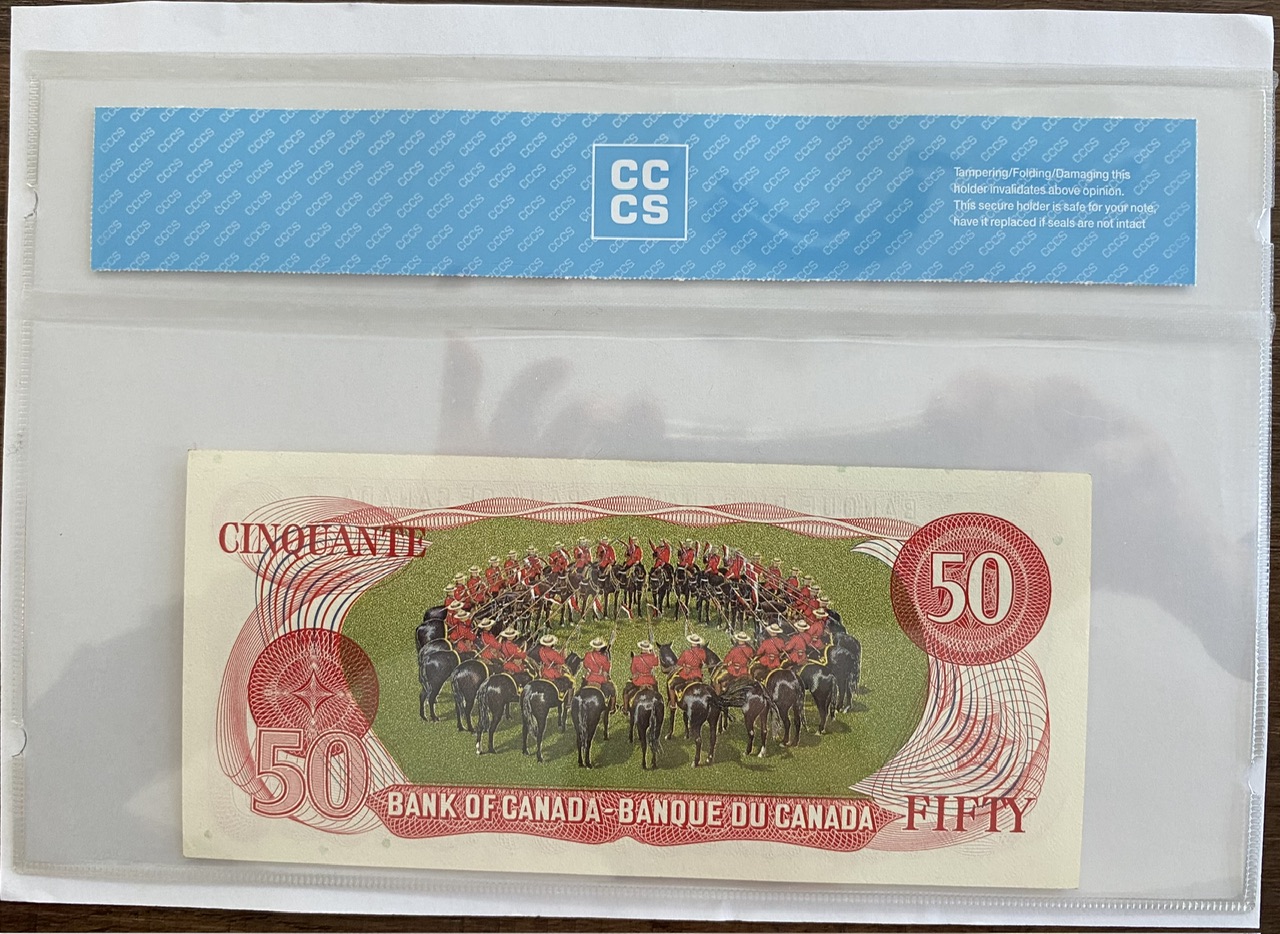 CC
CS
Tampering/Folding/Damaging this
holder invalidates above opinion.
This secure holder is safe for your note,
have it replaced if seals are not intact
CINQUANTE
50
50
BANK OF CANADA-BANQUE DU CANADA
FIFTY